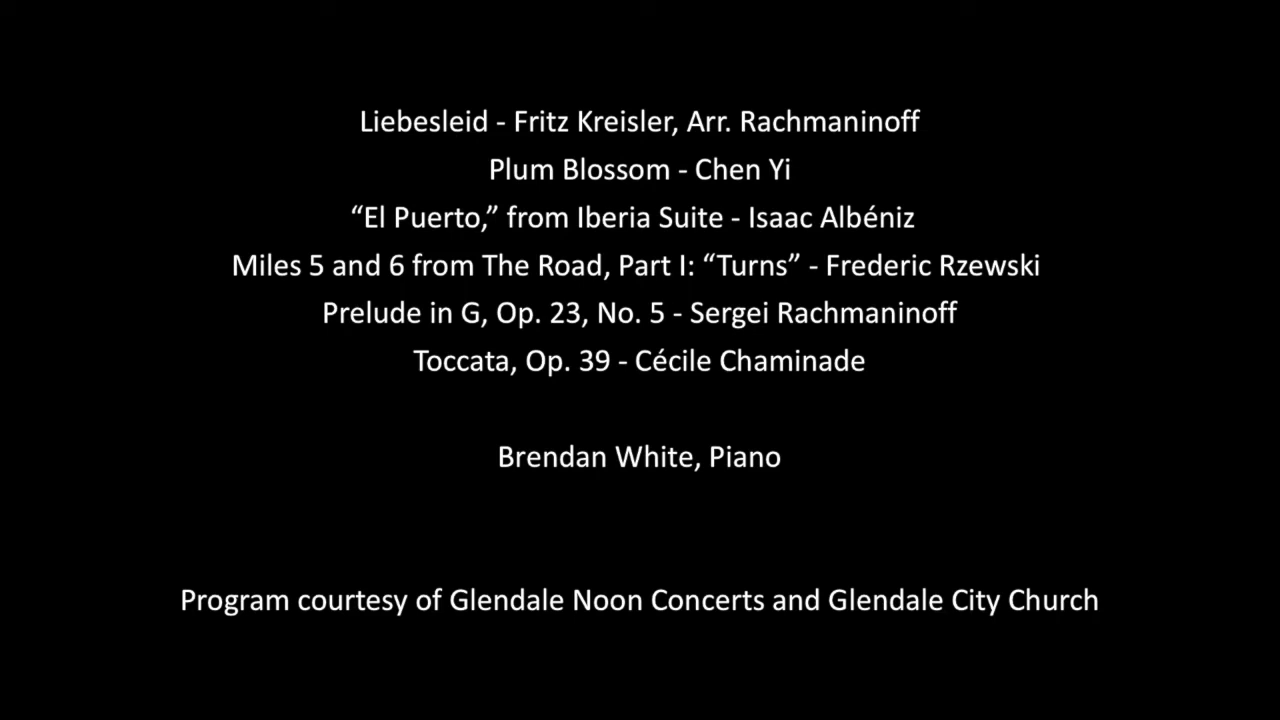 Liebesleid - Fritz Kreisler, Arr. Rachmaninoff
Plum Blossom - Chen Yi
“El Puerto,” from Iberia Suite - Isaac Albéniz
Miles 5 and 6 from The Road, Part I: “Turns” - Frederic Rzewski
Prelude in G, Op. 23, No. 5 - Sergei Rachmaninoff
Toccata, Op. 39 - Cécile Chaminade
Brendan White, Piano
Program courtesy of Glendale Noon Concerts and Glendale City Church